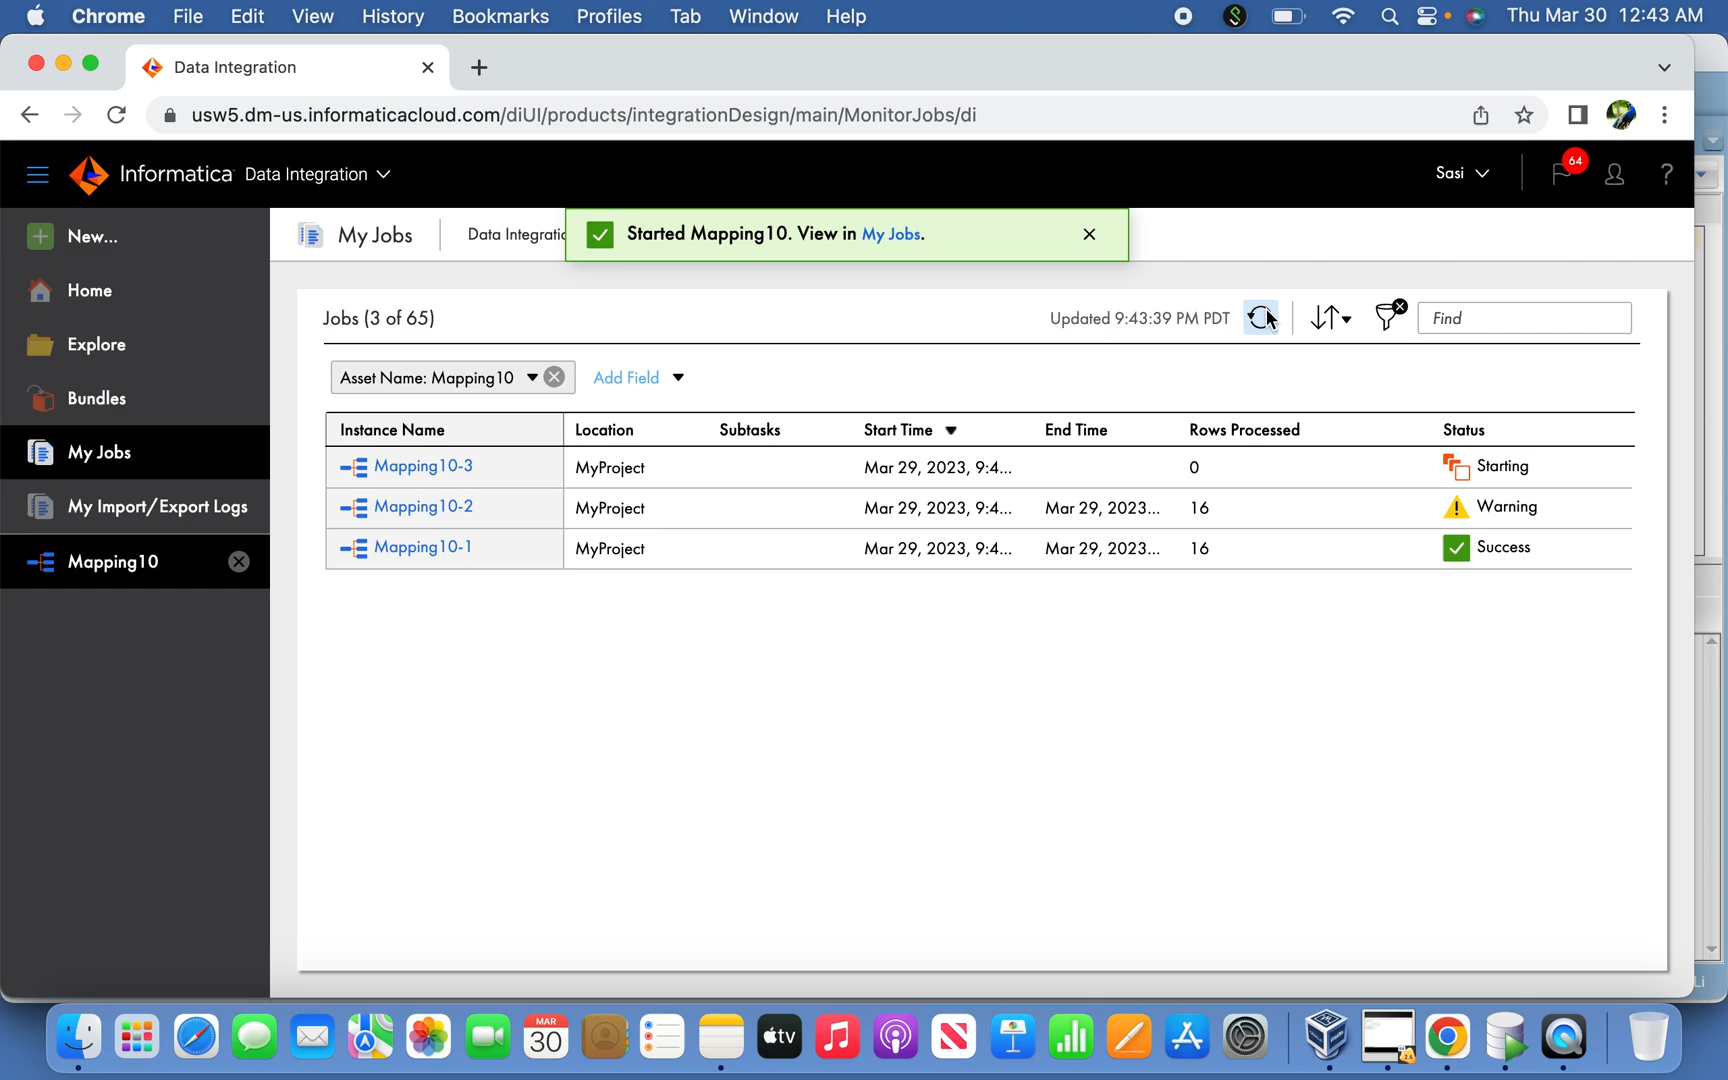 Chrome File Edit View History Bookmarks Profiles Tab Window Help Thu Mar 30 12:43 AM
Data Integration
usw5.dm-us.informaticacloud.com/diUI/products/integrationDesign/main/MonitorJobs/di
Informatica Data Integration Sasi 64 ?
New...
Home
Explore
Bundles
My Jobs
My Import/Export Logs
Mapping10
My Jobs Data Integratio
Started Mapping10. View in My Jobs.
Jobs (3 of 65) Updated 9:43:39 PM PDT Find
Asset Name: Mapping10 Add Field
Instance Name Location Subtasks Start Time End Time Rows Processed Status
Mapping10-3 MyProject Mar 29, 2023, 9:4... 0 Starting
Mapping10-2 MyProject Mar 29, 2023, 9:4... Mar 29, 2023... 16 Warning
Mapping10-1 MyProject Mar 29, 2023, 9:4... Mar 29, 2023... 16 Success
Li
MAR
30
tv